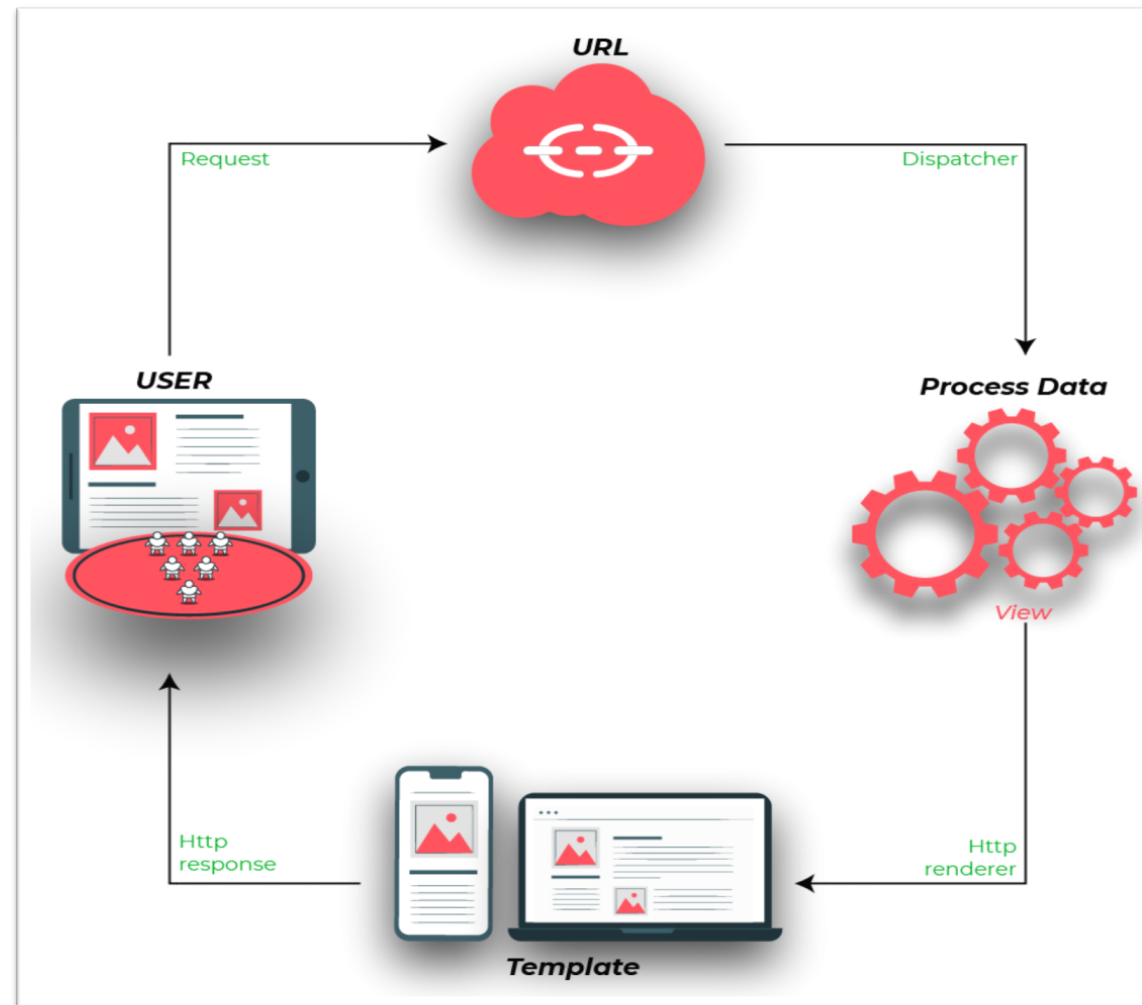 URL
Request
Dispatcher
USER
Process Data
View
Http
response
Http
renderer
Template